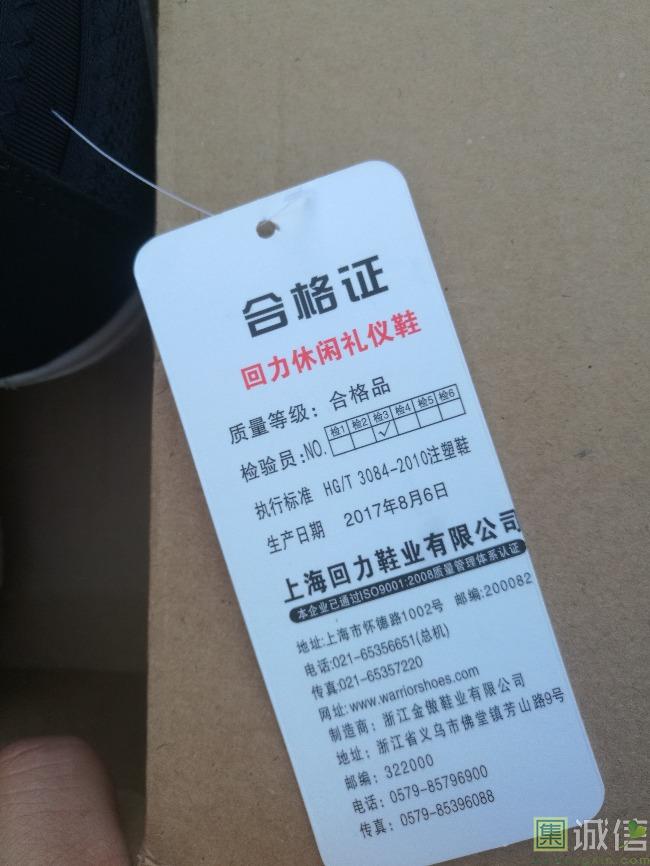 合格证
回力休闲礼仪鞋
质量等级：合格品
检验员：NO. 检1 检2 检3 检4 检5 检6
✓
执行标准 HG/T 3084-2010注塑鞋
生产日期 2017年8月6日
上海回力鞋业有限公司
本企业已通过ISO9001:2008质量管理体系认证
地址:上海市怀德路1002号 邮编:200082
电话:021-65356651(总机)
传真:021-65357220
网址: www.warriorshoes.com
制造商：浙江金傲鞋业有限公司
地址：浙江省义乌市佛堂镇芳山路9号
邮编：322000
电话：0579-85796900
传真：0579-85396088
集 诚信